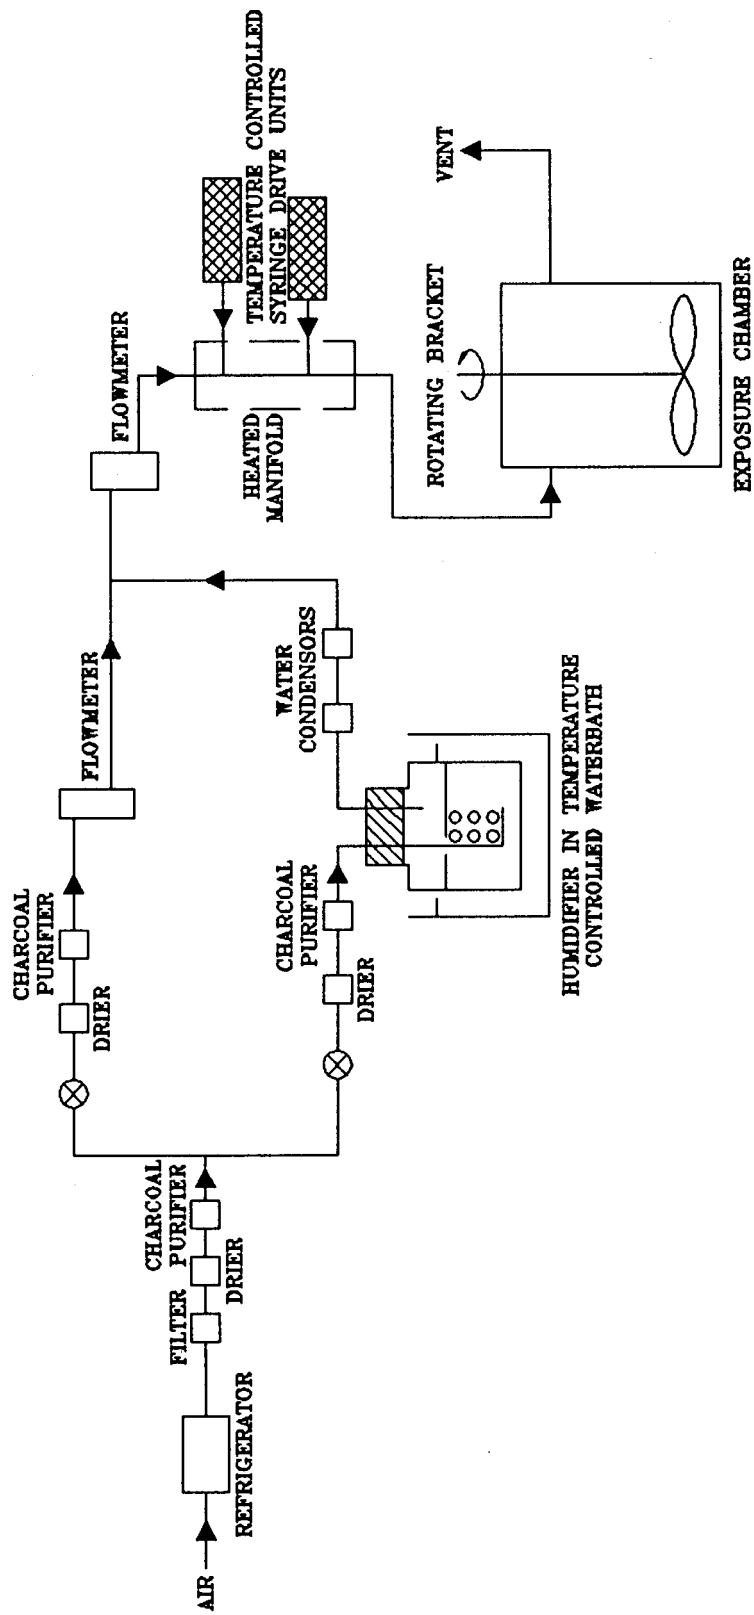 AIR
REFRIGERATOR
FILTER
DRIER
CHARCOAL
PURIFIER
DRIER
CHARCOAL
PURIFIER
FLOWMETER
DRIER
CHARCOAL
PURIFIER
HUMIDIFIER IN TEMPERATURE
CONTROLLED WATERBATH
WATER
CONDENSORS
FLOWMETER
HEATED
MANIFOLD
TEMPERATURE CONTROLLED
SYRINGE DRIVE UNITS
ROTATING BRACKET
VENT
EXPOSURE CHAMBER